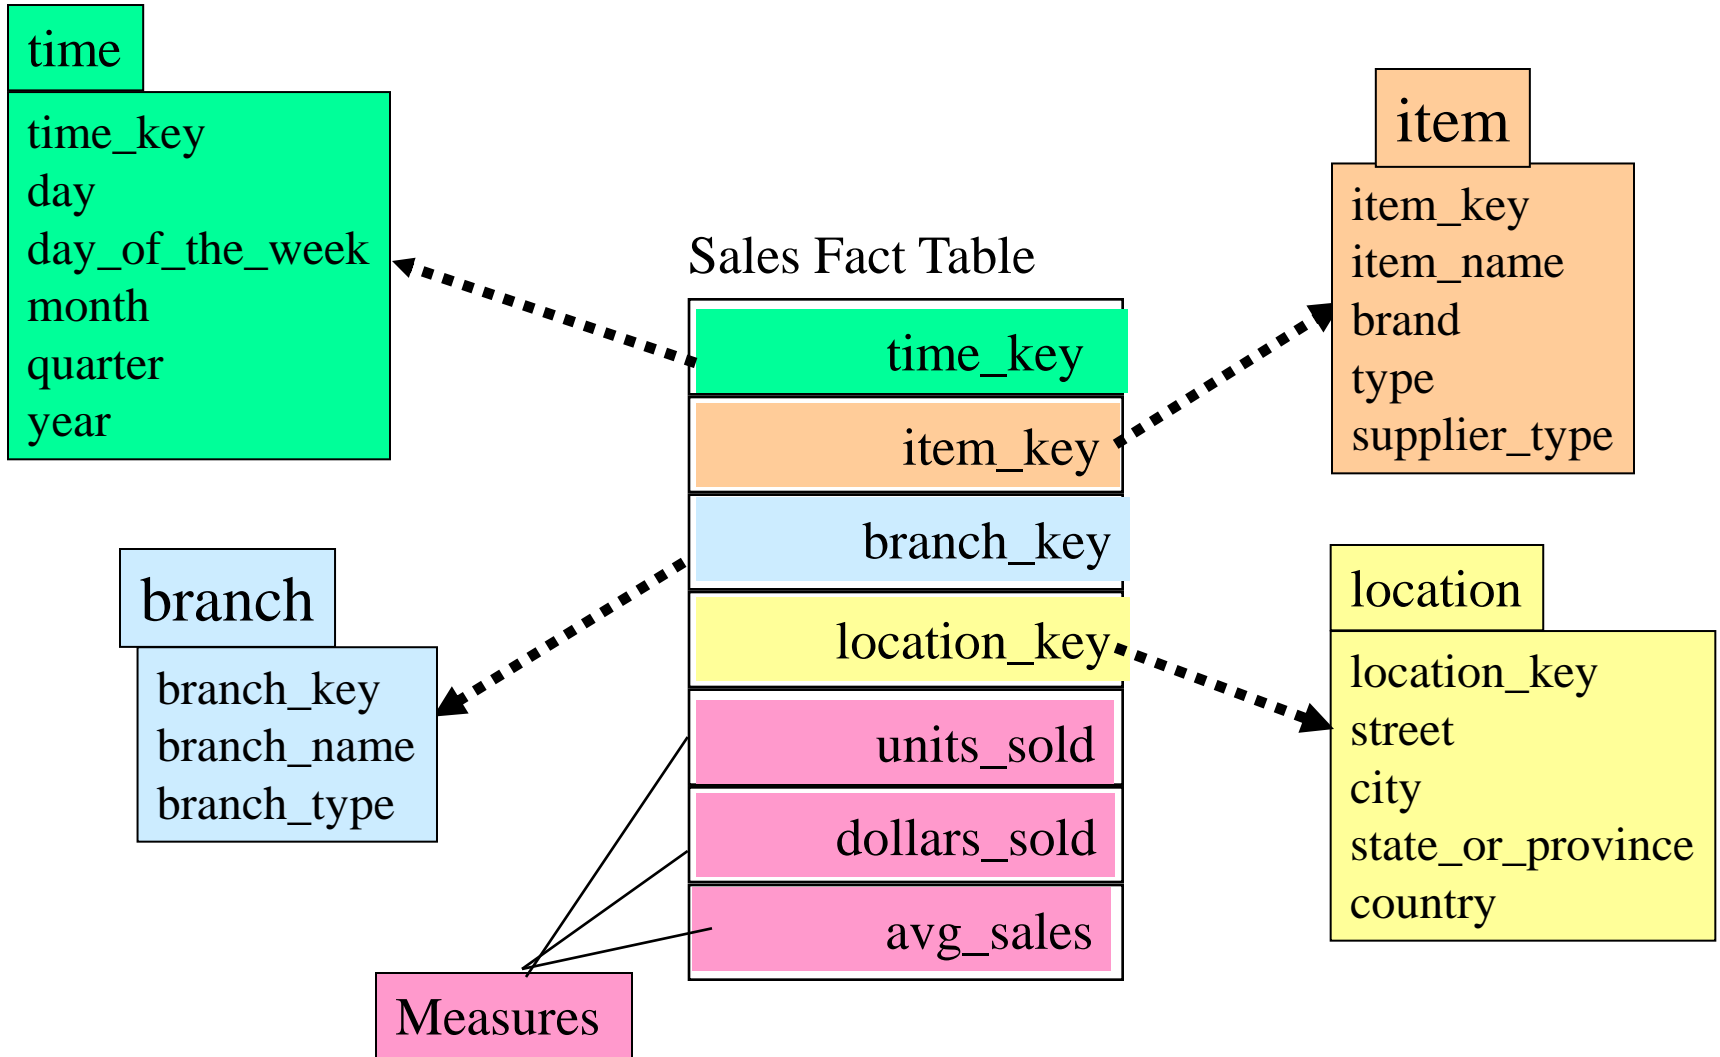 time
time_key
day
day_of_the_week
month
quarter
year
item
item_key
item_name
brand
type
supplier_type
Sales Fact Table
time_key
item_key
branch_key
location_key
units_sold
dollars_sold
avg_sales
branch
branch_key
branch_name
branch_type
location
location_key
street
city
state_or_province
country
Measures